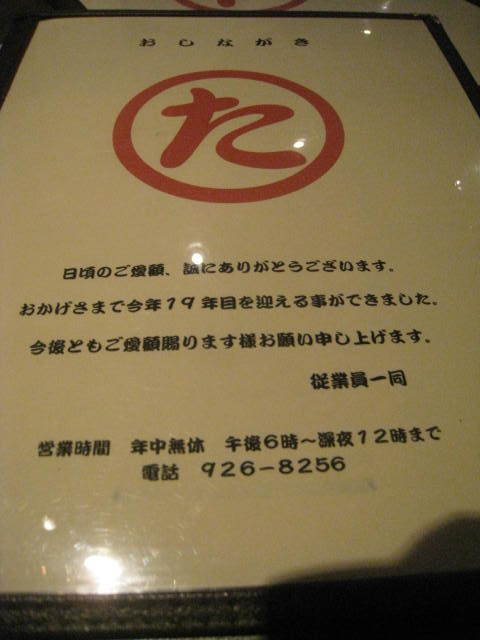 おしながき
た
日頃のご愛顧、誠にありがとうございます。
おかげさまで今年19年目を迎える事ができました。
今後ともご愛顧賜ります様お願い申し上げます。
従業員一同
営業時間 年中無休 午後6時～深夜12時まで
電話 926-8256